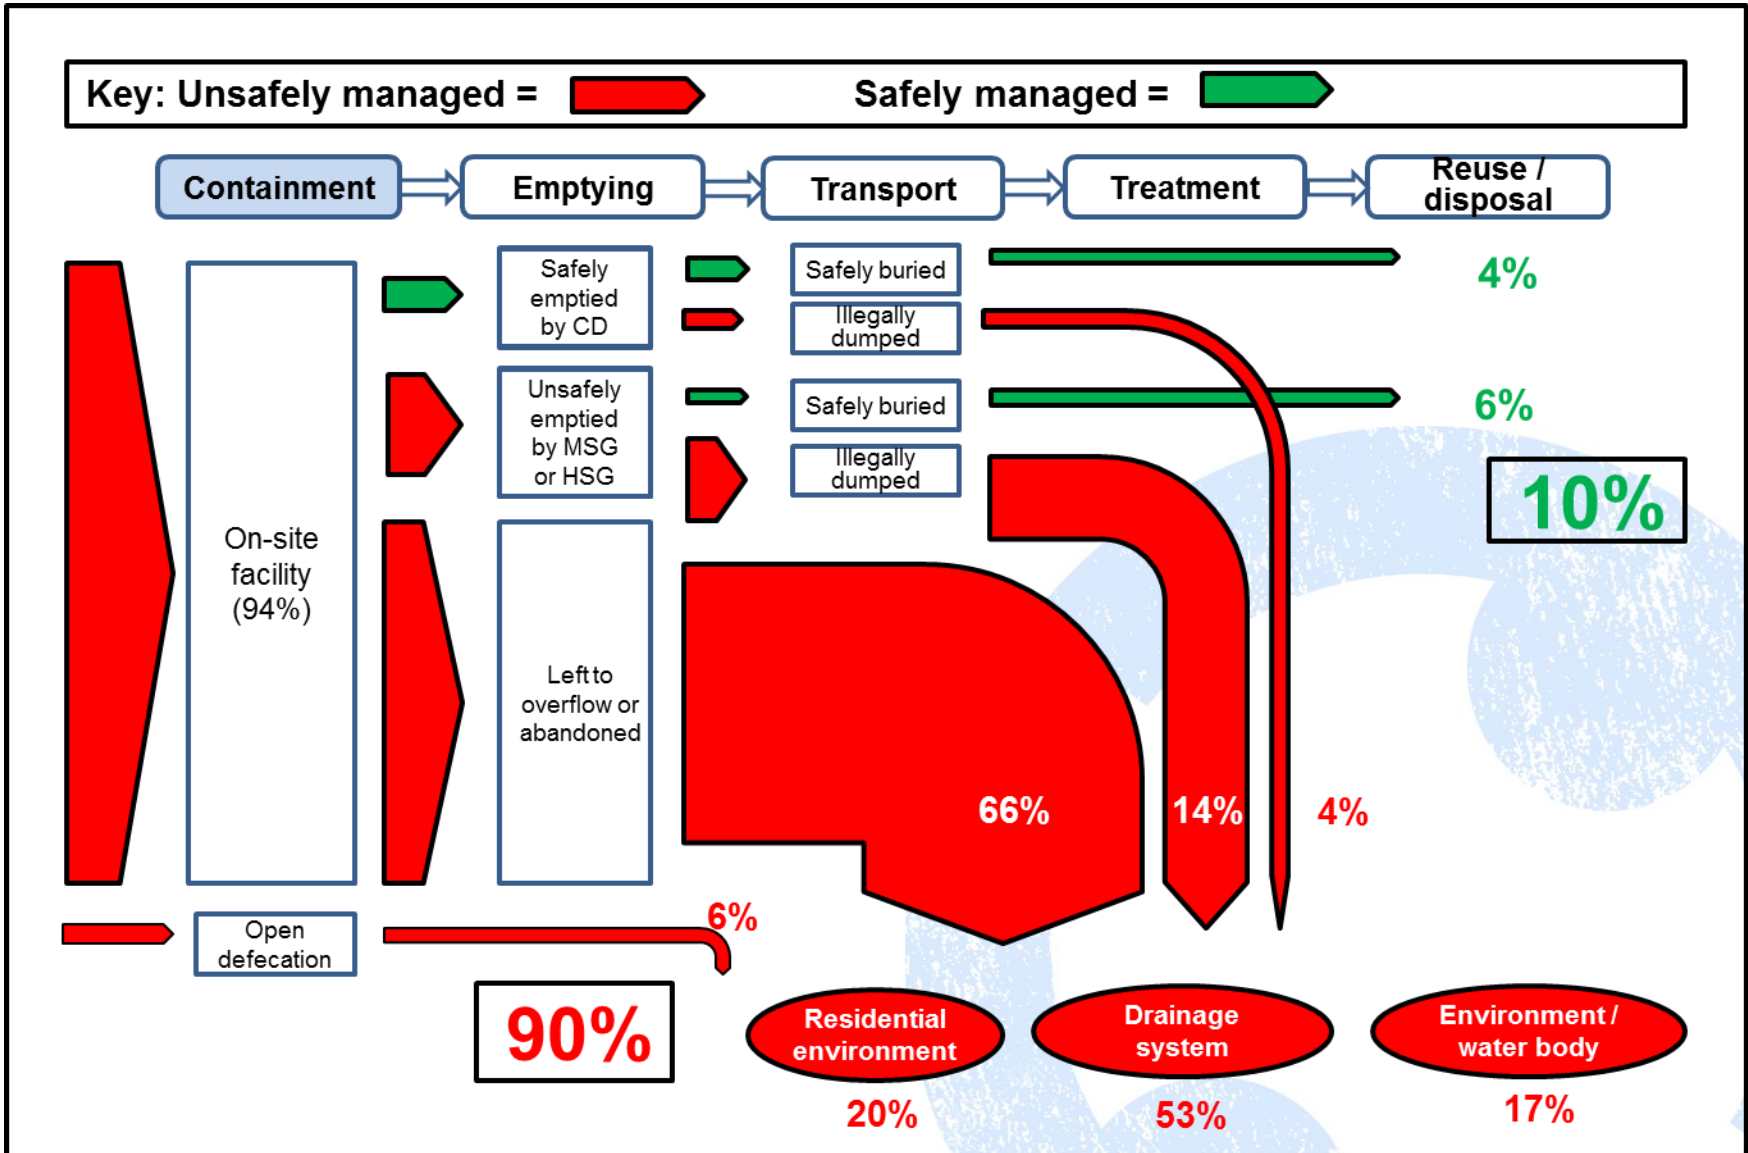 Key: Unsafely managed =
Safely managed =
Containment
Emptying
Transport
Treatment
Reuse /
disposal
Safely
emptied
by CD
Safely buried
4%
Illegally
dumped
Unsafely
emptied
by MSG
or HSG
Safely buried
6%
Illegally
dumped
10%
On-site
facility
(94%)
Left to
overflow or
abandoned
66%
14%
4%
Open
defecation
6%
90%
Residential
environment
Drainage
system
Environment /
water body
20%
53%
17%